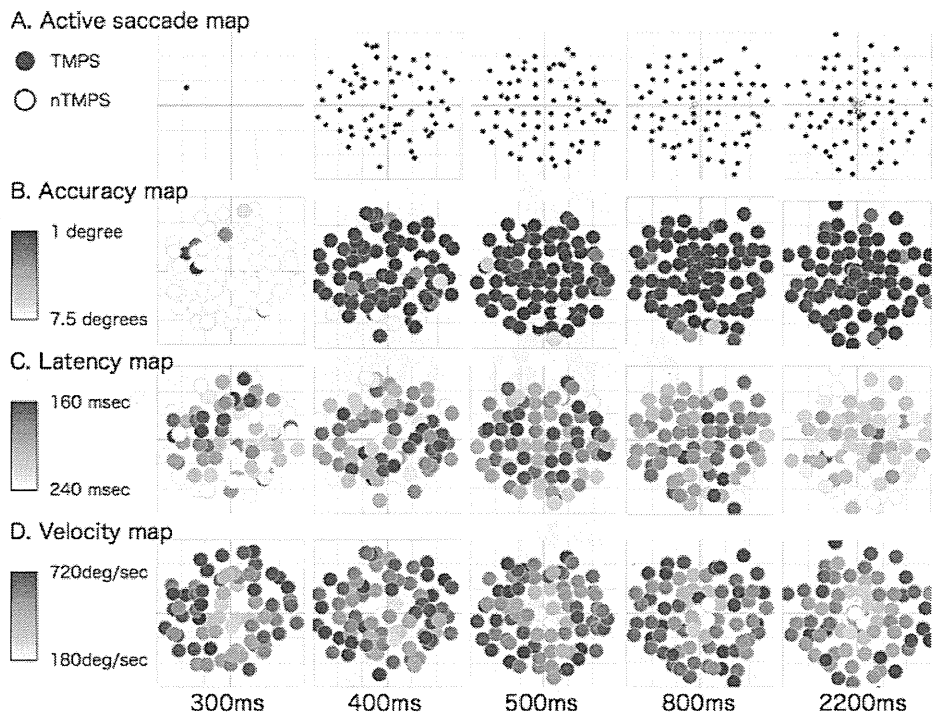 A. Active saccade map
TMPS
nTMPS
B. Accuracy map
1 degree
7.5 degrees
C. Latency map
160 msec
240 msec
D. Velocity map
720deg/sec
180deg/sec
300ms 400ms 500ms 800ms 2200ms